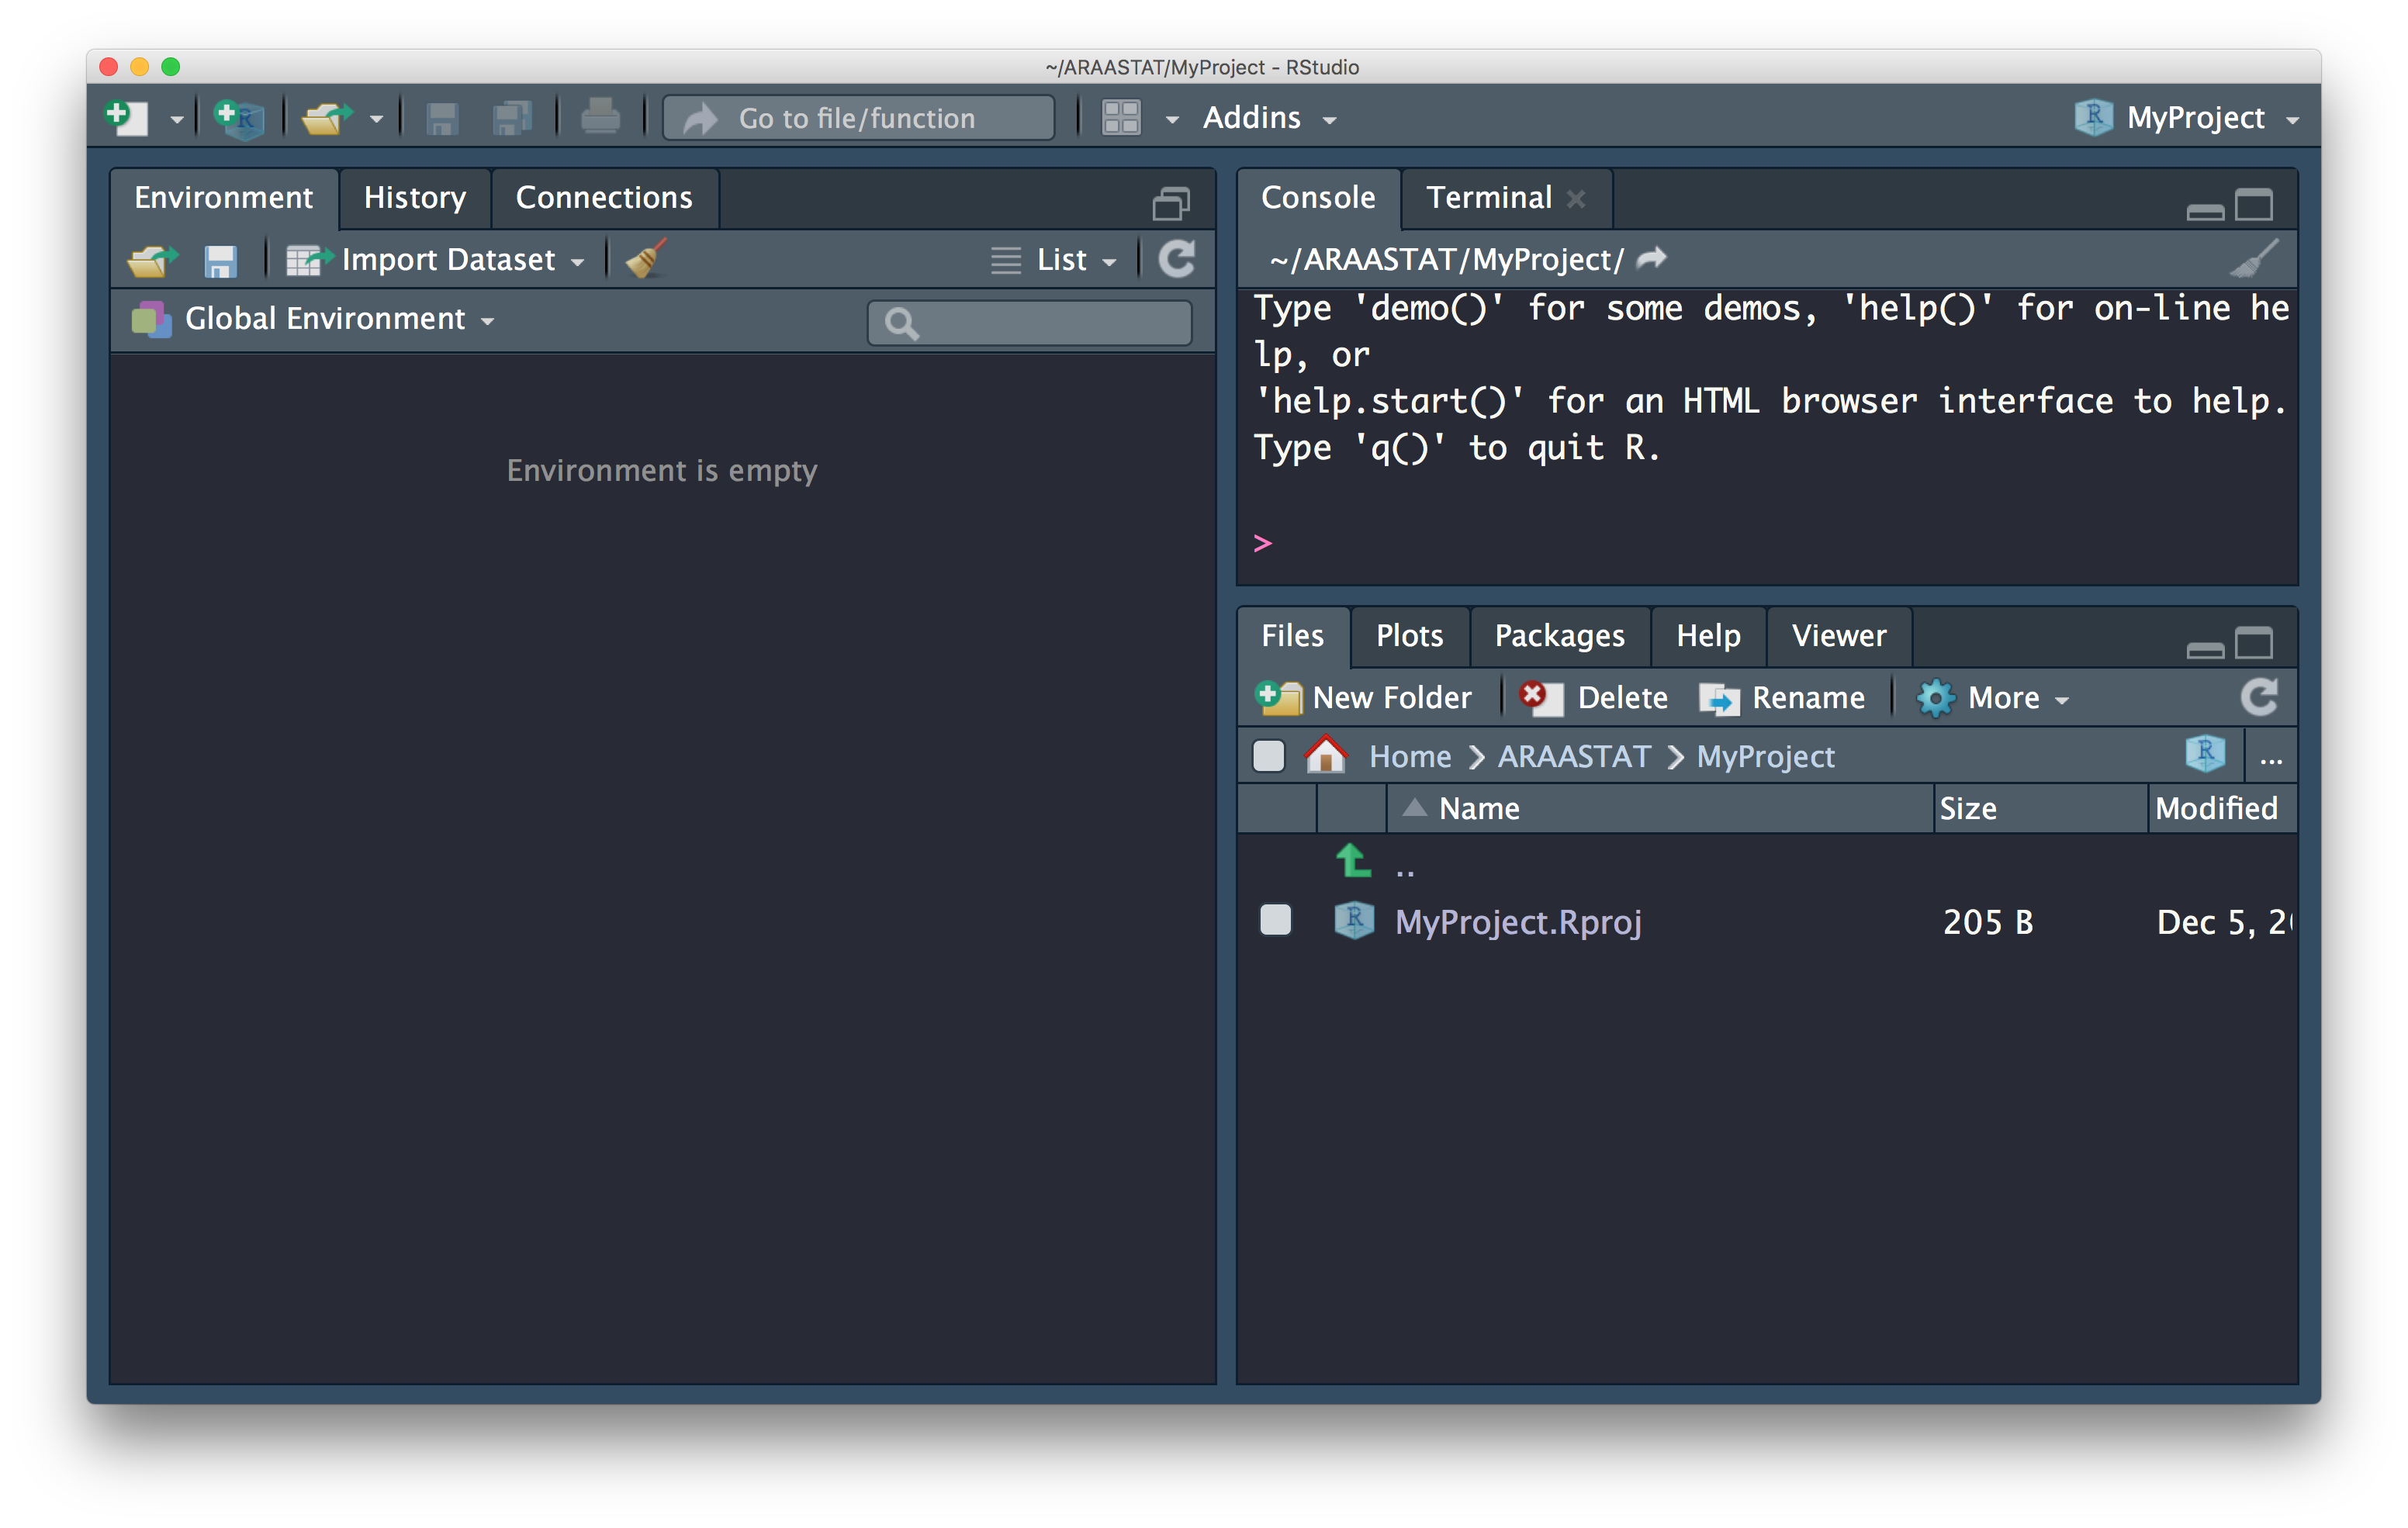 ~/ARAASTAT/MyProject - RStudio
Go to file/function
Addins
MyProject
Environment
History
Connections
Import Dataset
List
Global Environment
Environment is empty
Console
Terminal
~/ARAASTAT/MyProject/
Type 'demo()' for some demos, 'help()' for on-line he
lp, or
'help.start()' for an HTML browser interface to help.
Type 'q()' to quit R.
>
Files
Plots
Packages
Help
Viewer
New Folder
Delete
Rename
More
Home
ARAASTAT
MyProject
...
Name
Size
Modified
..
MyProject.Rproj
205 B
Dec 5,